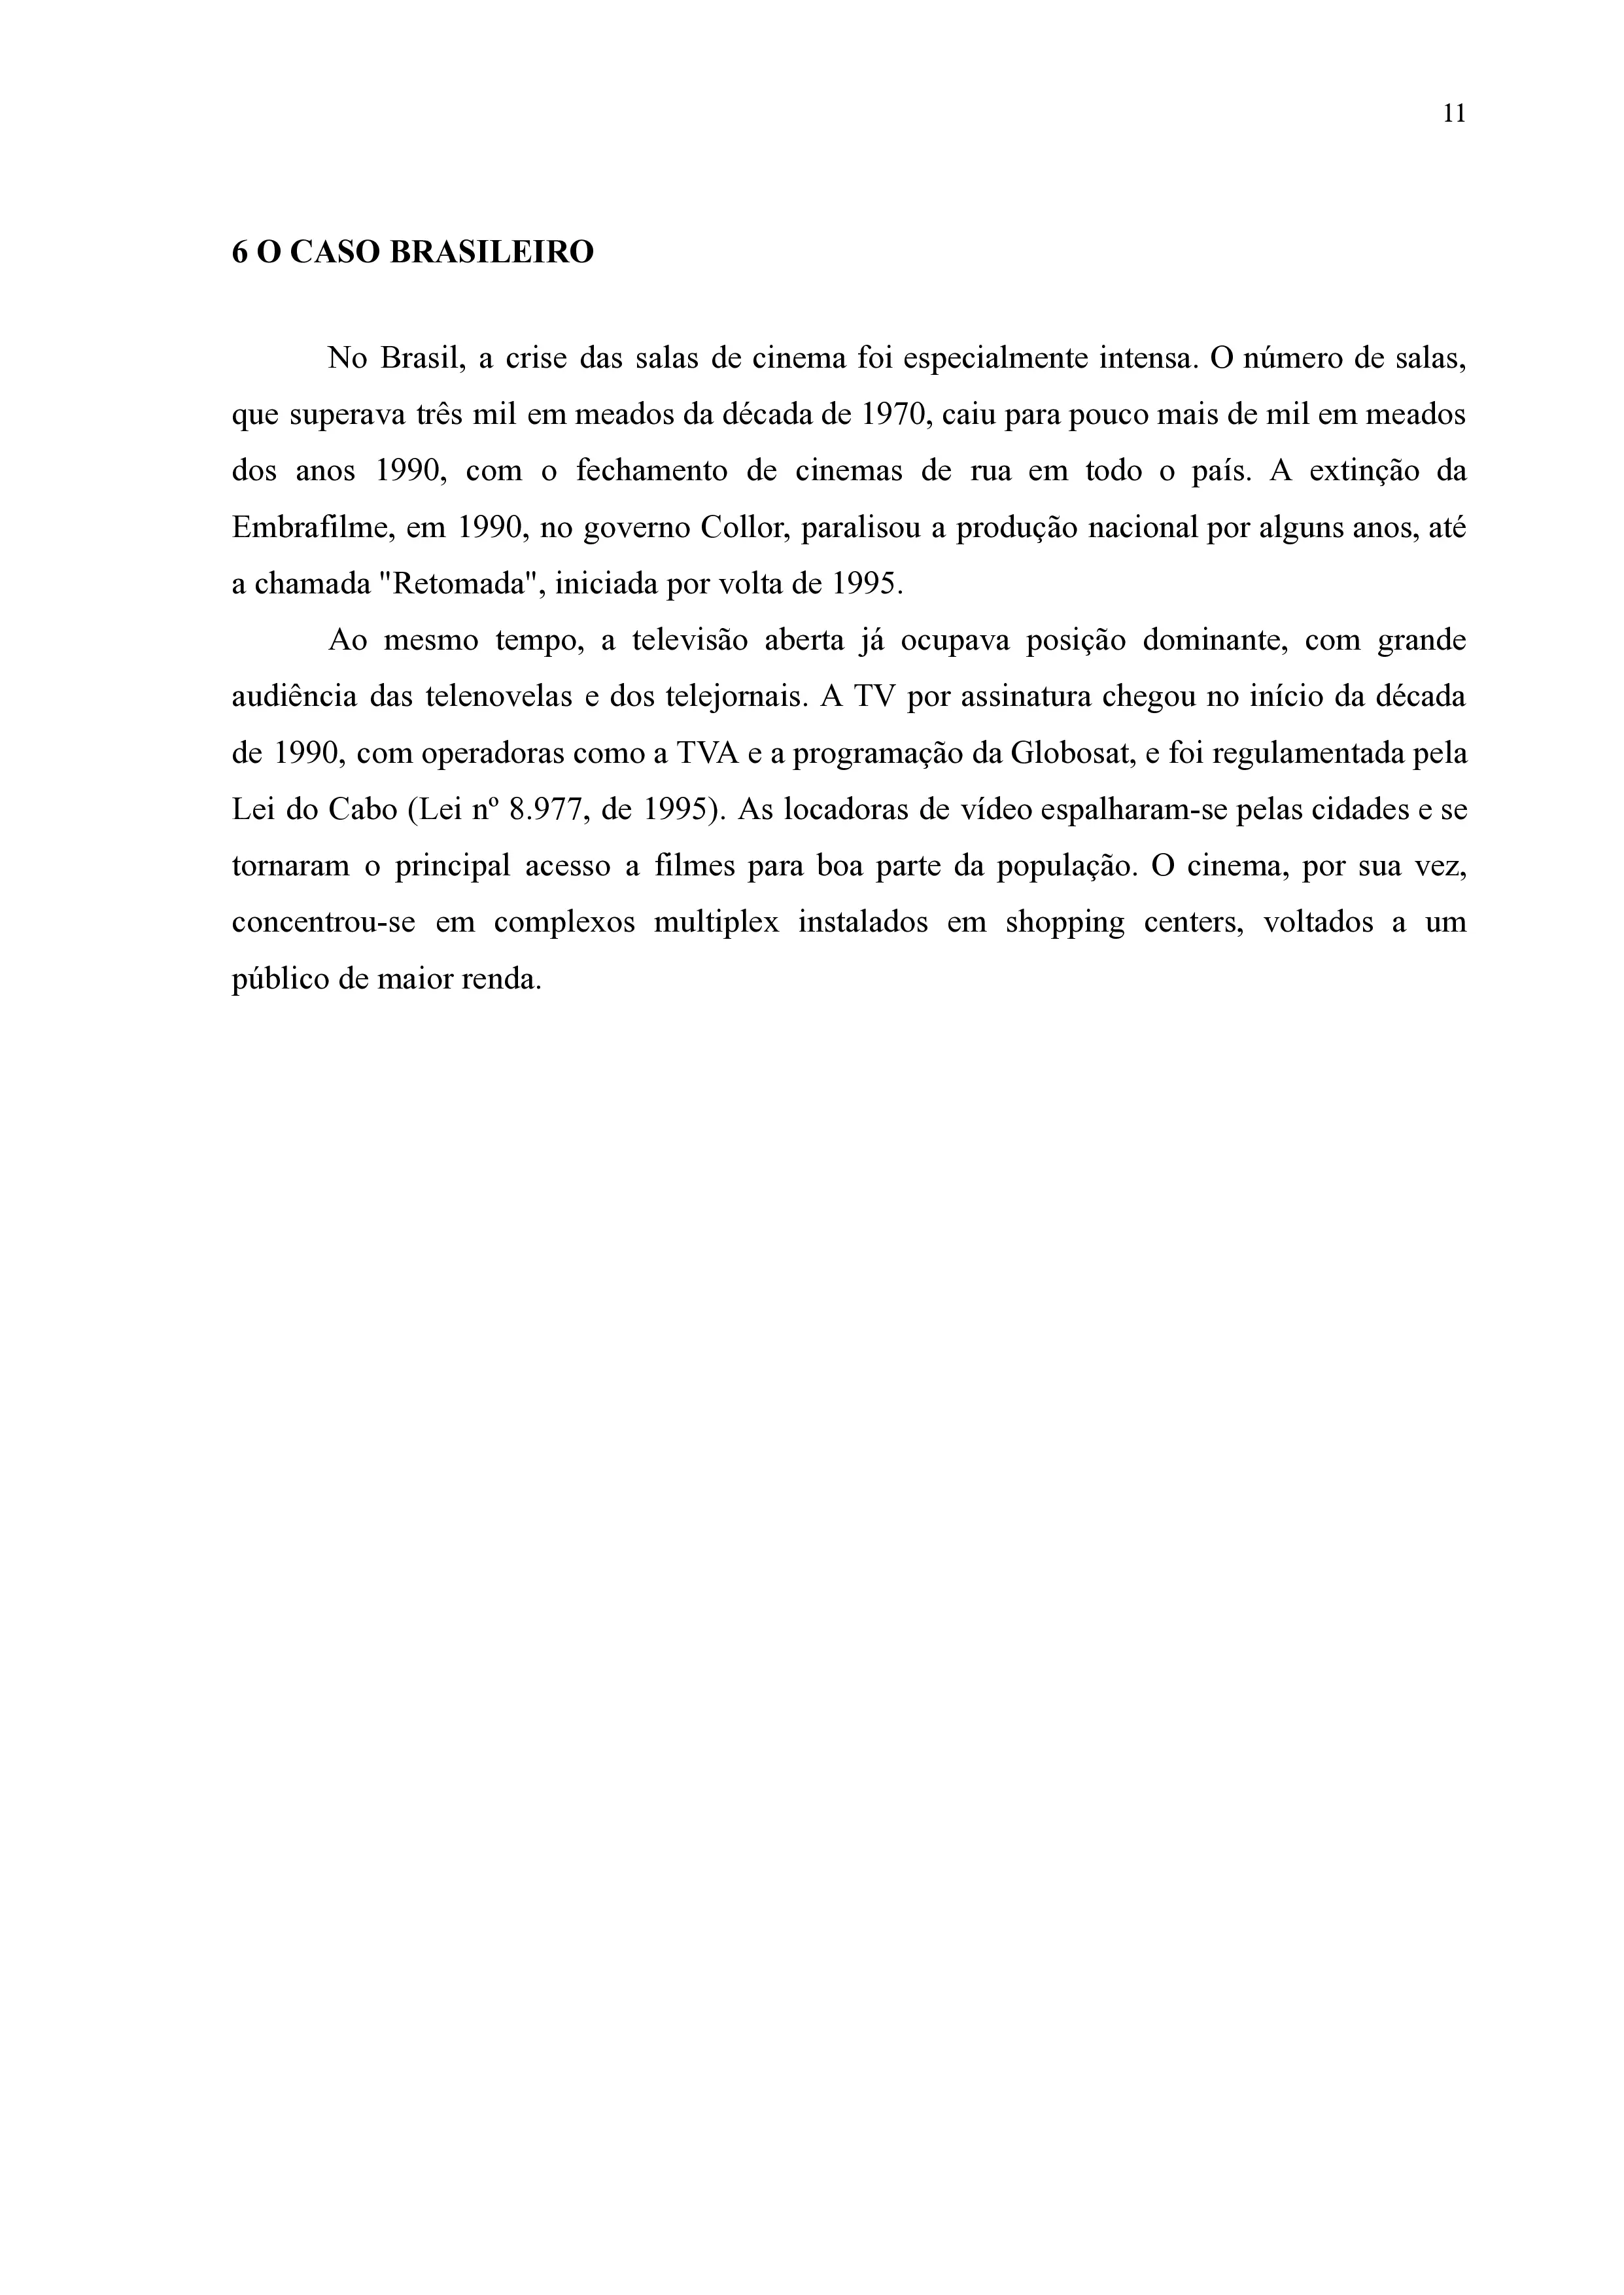 11
6 O CASO BRASILEIRO
No Brasil, a crise das salas de cinema foi especialmente intensa. O número de salas,
que superava três mil em meados da década de 1970, caiu para pouco mais de mil em meados
dos anos 1990, com o fechamento de cinemas de rua em todo o país. A extinção da
Embrafilme, em 1990, no governo Collor, paralisou a produção nacional por alguns anos, até
a chamada "Retomada", iniciada por volta de 1995.
Ao mesmo tempo, a televisão aberta já ocupava posição dominante, com grande
audiência das telenovelas e dos telejornais. A TV por assinatura chegou no início da década
de 1990, com operadoras como a TVA e a programação da Globosat, e foi regulamentada pela
Lei do Cabo (Lei nº 8.977, de 1995). As locadoras de vídeo espalharam-se pelas cidades e se
tornaram o principal acesso a filmes para boa parte da população. O cinema, por sua vez,
concentrou-se em complexos multiplex instalados em shopping centers, voltados a um
público de maior renda.